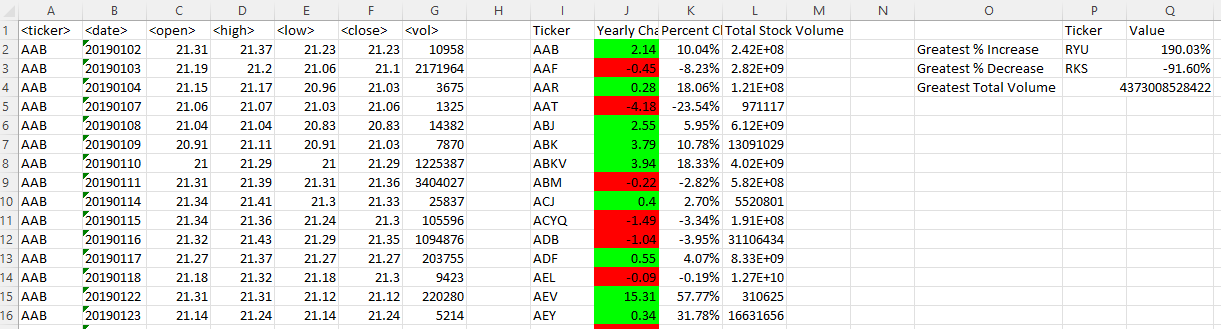 A B C D E F G H I J K L M N O P Q
1 <ticker> <date> <open> <high> <low> <close> <vol> Ticker Yearly Cha Percent Cl Total Stock Volume Ticker Value
2 AAB 20190102 21.31 21.37 21.23 21.23 10958 AAB 2.14 10.04% 2.42E+08 Greatest % Increase RYU 190.03%
3 AAB 20190103 21.19 21.2 21.06 21.1 2171964 AAF -0.45 -8.23% 2.82E+09 Greatest % Decrease RKS -91.60%
4 AAB 20190104 21.15 21.17 20.96 21.03 3675 AAR 0.28 18.06% 1.21E+08 Greatest Total Volume 4373008528422
5 AAB 20190107 21.06 21.07 21.03 21.06 1325 AAT -4.18 -23.54% 971117
6 AAB 20190108 21.04 21.04 20.83 20.83 14382 ABJ 2.55 5.95% 6.12E+09
7 AAB 20190109 20.91 21.11 20.91 21.03 7870 ABK 3.79 10.78% 13091029
8 AAB 20190110 21 21.29 21 21.29 1225387 ABKV 3.94 18.33% 4.02E+09
9 AAB 20190111 21.31 21.39 21.31 21.36 3404027 ABM -0.22 -2.82% 5.82E+08
10 AAB 20190114 21.34 21.41 21.3 21.33 25837 ACJ 0.4 2.70% 5520801
11 AAB 20190115 21.34 21.36 21.24 21.3 105596 ACYQ -1.49 -3.34% 1.91E+08
12 AAB 20190116 21.32 21.43 21.29 21.35 1094876 ADB -1.04 -3.95% 31106434
13 AAB 20190117 21.27 21.37 21.27 21.27 203755 ADF 0.55 4.07% 8.33E+09
14 AAB 20190118 21.18 21.32 21.18 21.3 9423 AEL -0.09 -0.19% 1.27E+10
15 AAB 20190122 21.31 21.31 21.12 21.12 220280 AEV 15.31 57.77% 310625
16 AAB 20190123 21.14 21.24 21.14 21.24 5214 AEY 0.34 31.78% 16631656